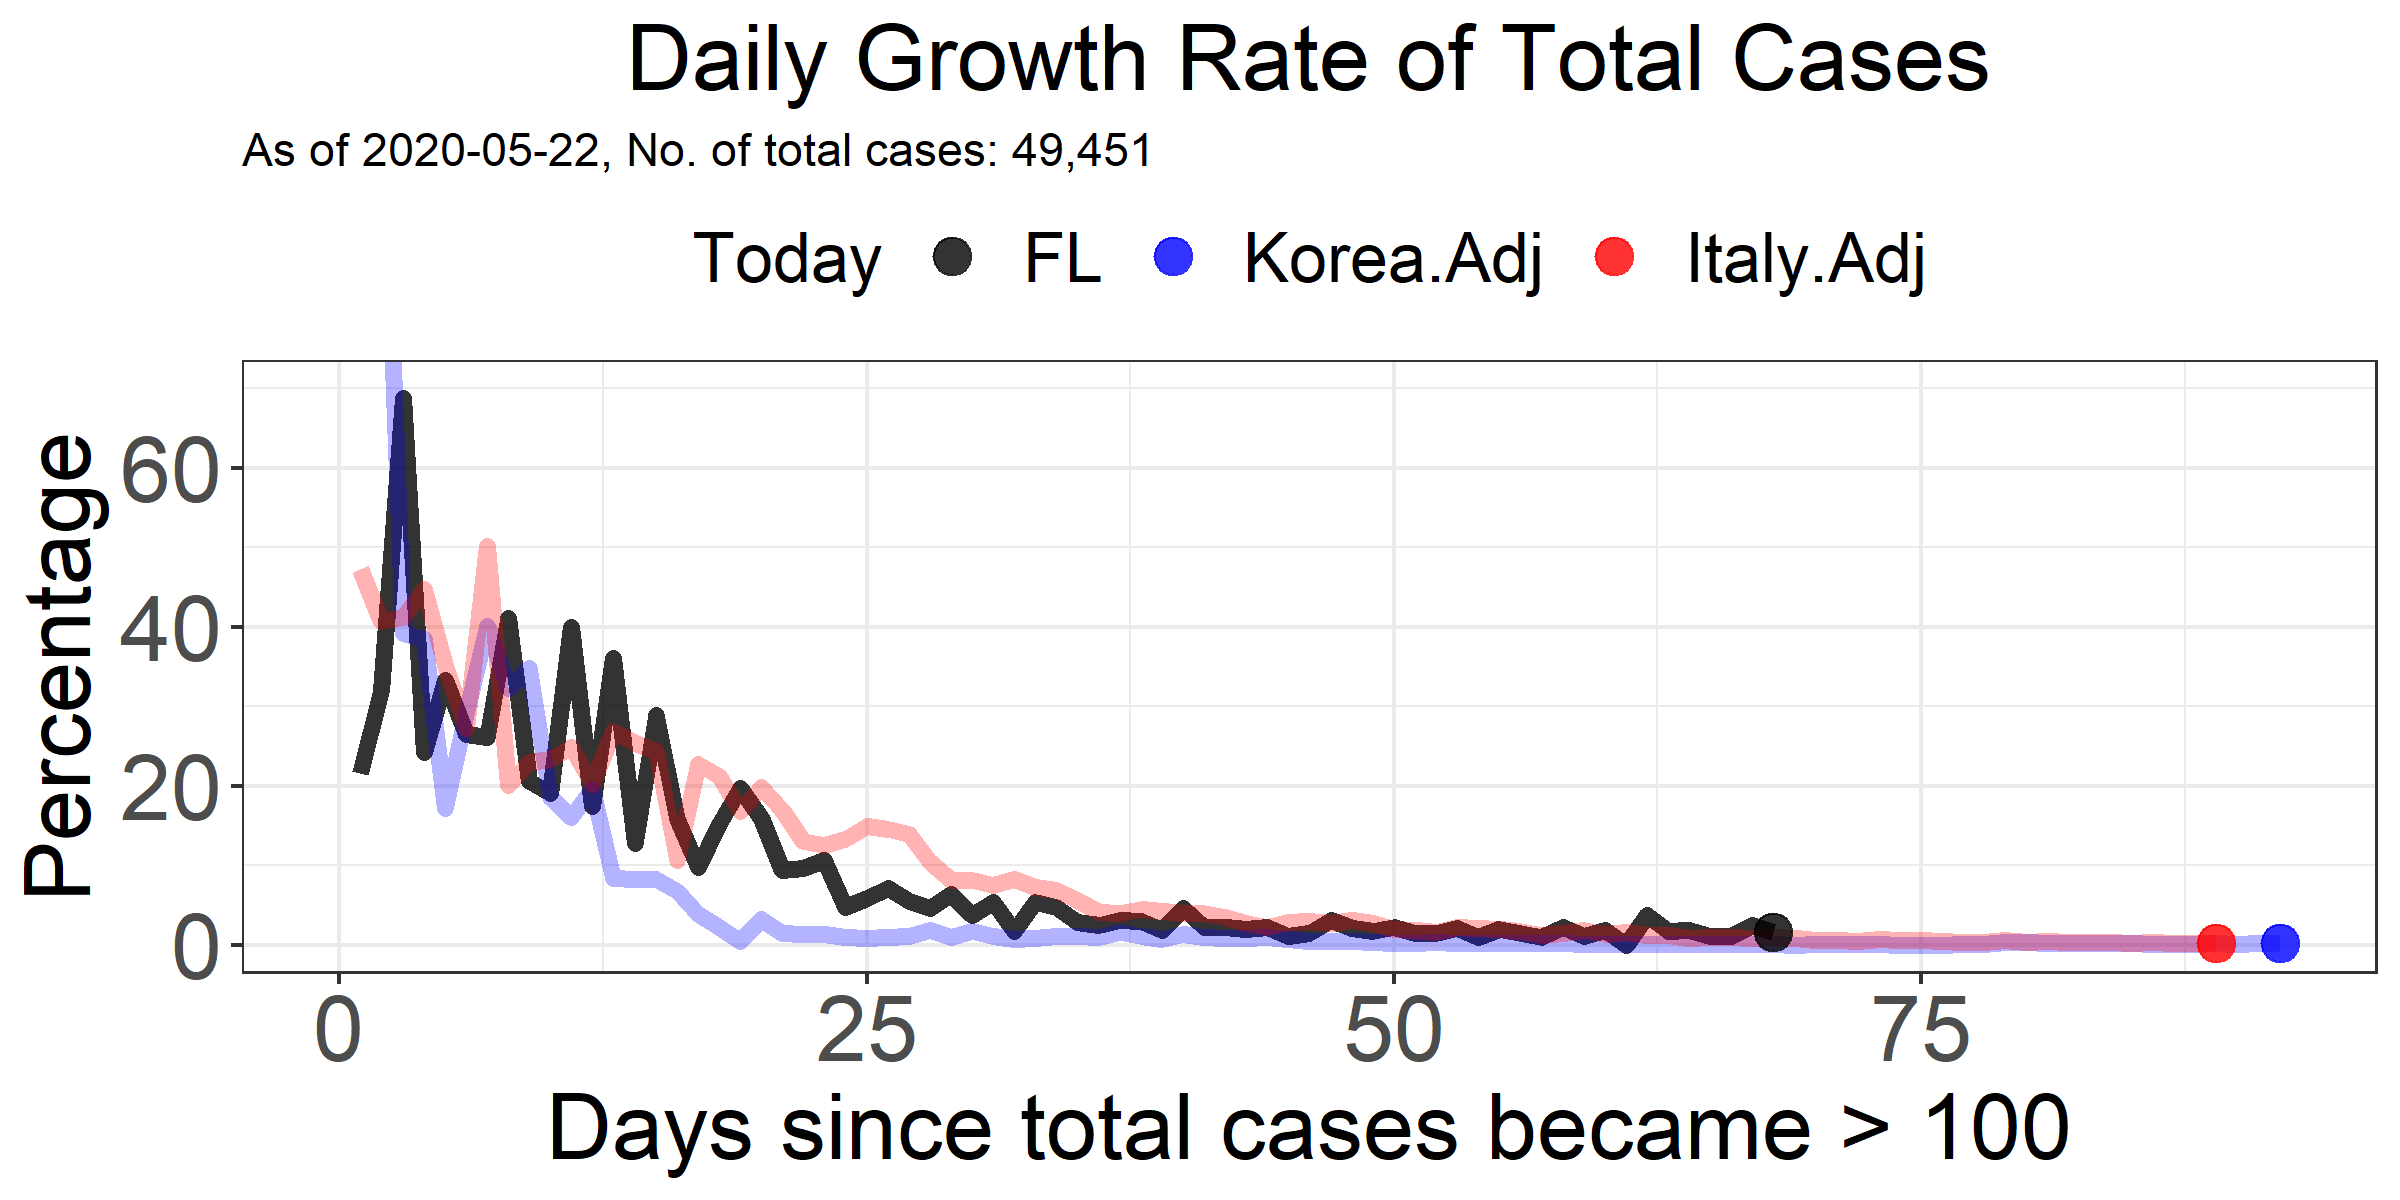 Daily Growth Rate of Total Cases
As of 2020-05-22, No. of total cases: 49,451
Today FL Korea.Adj Italy.Adj
Percentage
60
40
20
0
0 25 50 75
Days since total cases became > 100